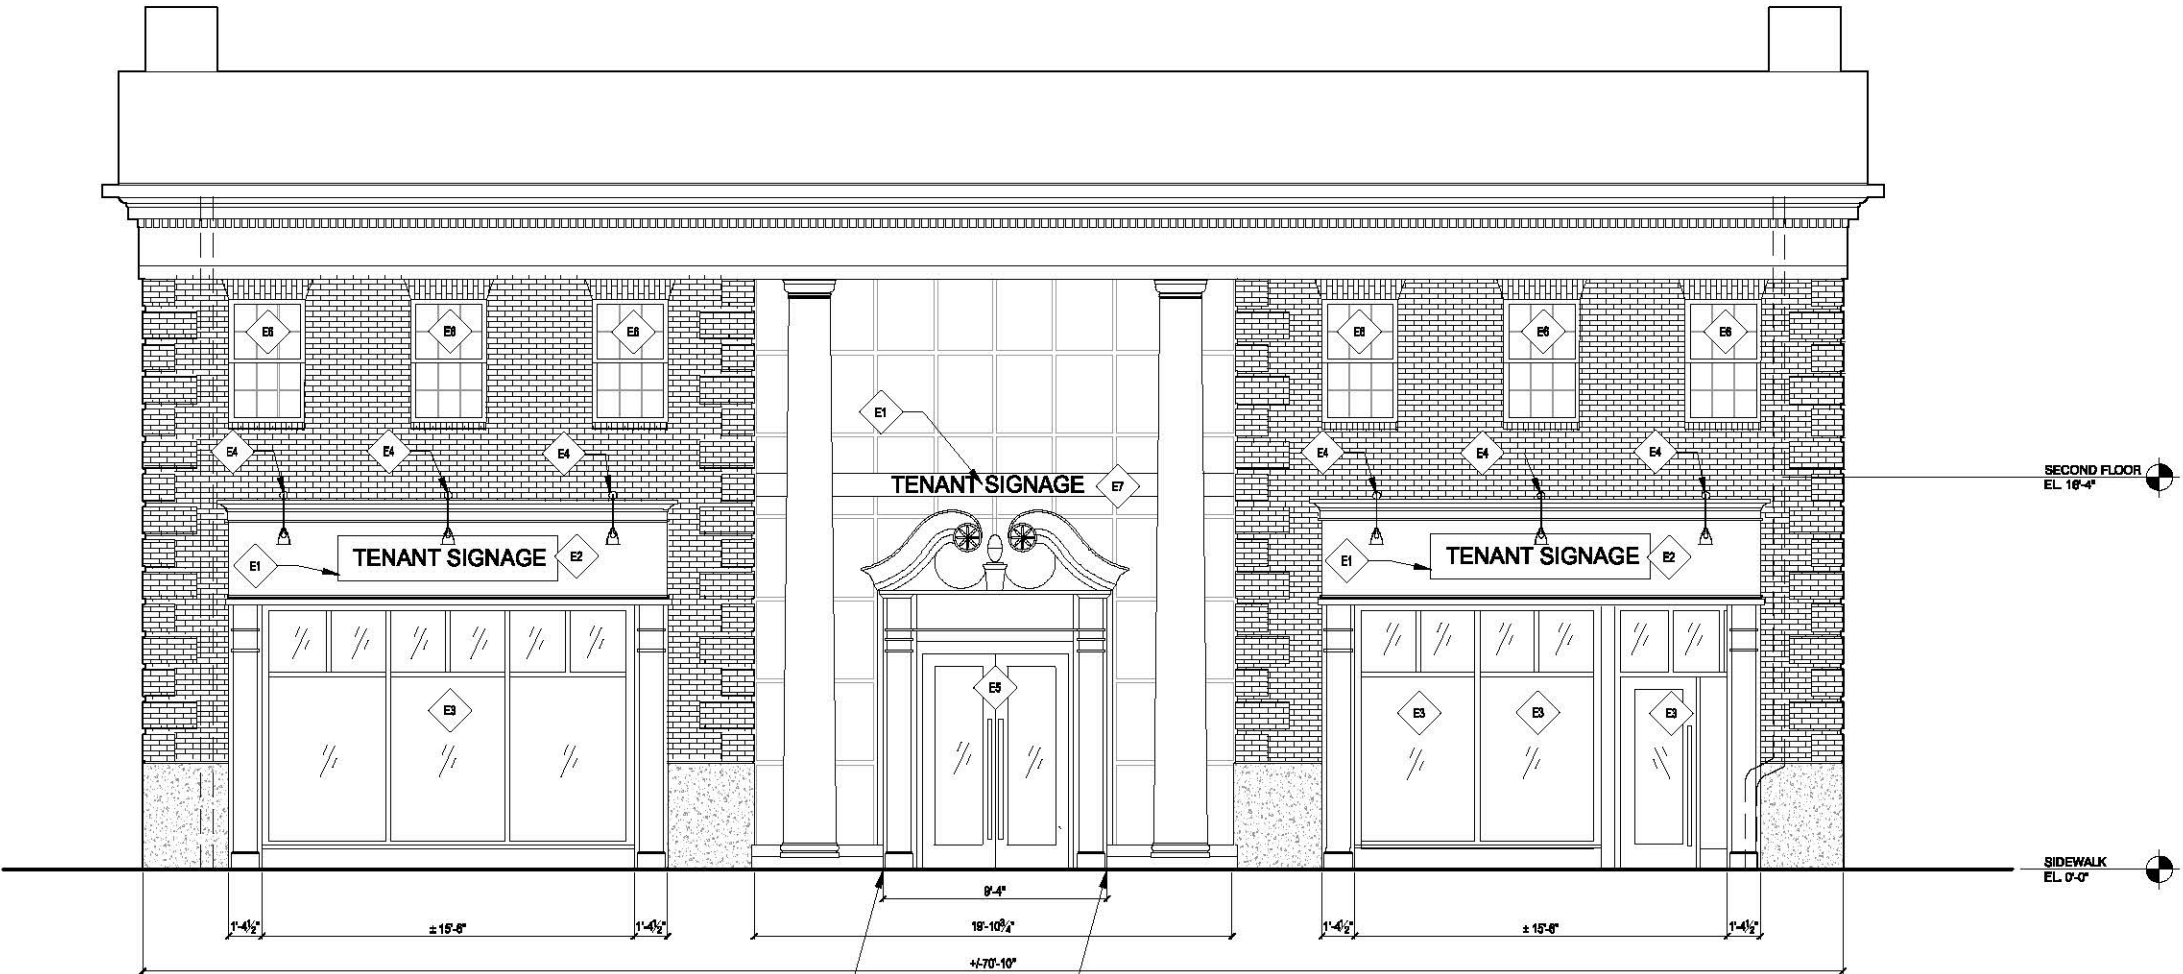 E6 E6 E6 E6 E6 E6
E1
E4 E4 E4 E4 E4 E4
SECOND FLOOR
EL. 16'-4"
TENANT SIGNAGE E7
E1 TENANT SIGNAGE E2
E1 TENANT SIGNAGE E2
E5
E3 E3 E3 E3
SIDEWALK
EL. 0'-0"
9'-4"
1'-4½" ± 15'-6" 1'-4½" 19'-10¾" 1'-4½" ± 15'-6" 1'-4½"
+/-70'-10"